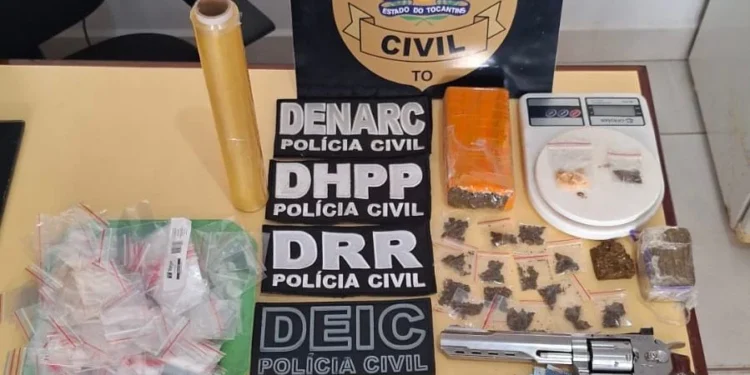 ESTADO DO TOCANTINS
CIVIL
TO
DENARC
POLÍCIA CIVIL
DHPP
POLÍCIA CIVIL
DRR
POLÍCIA CIVIL
DEIC
POLÍCIA CIVIL